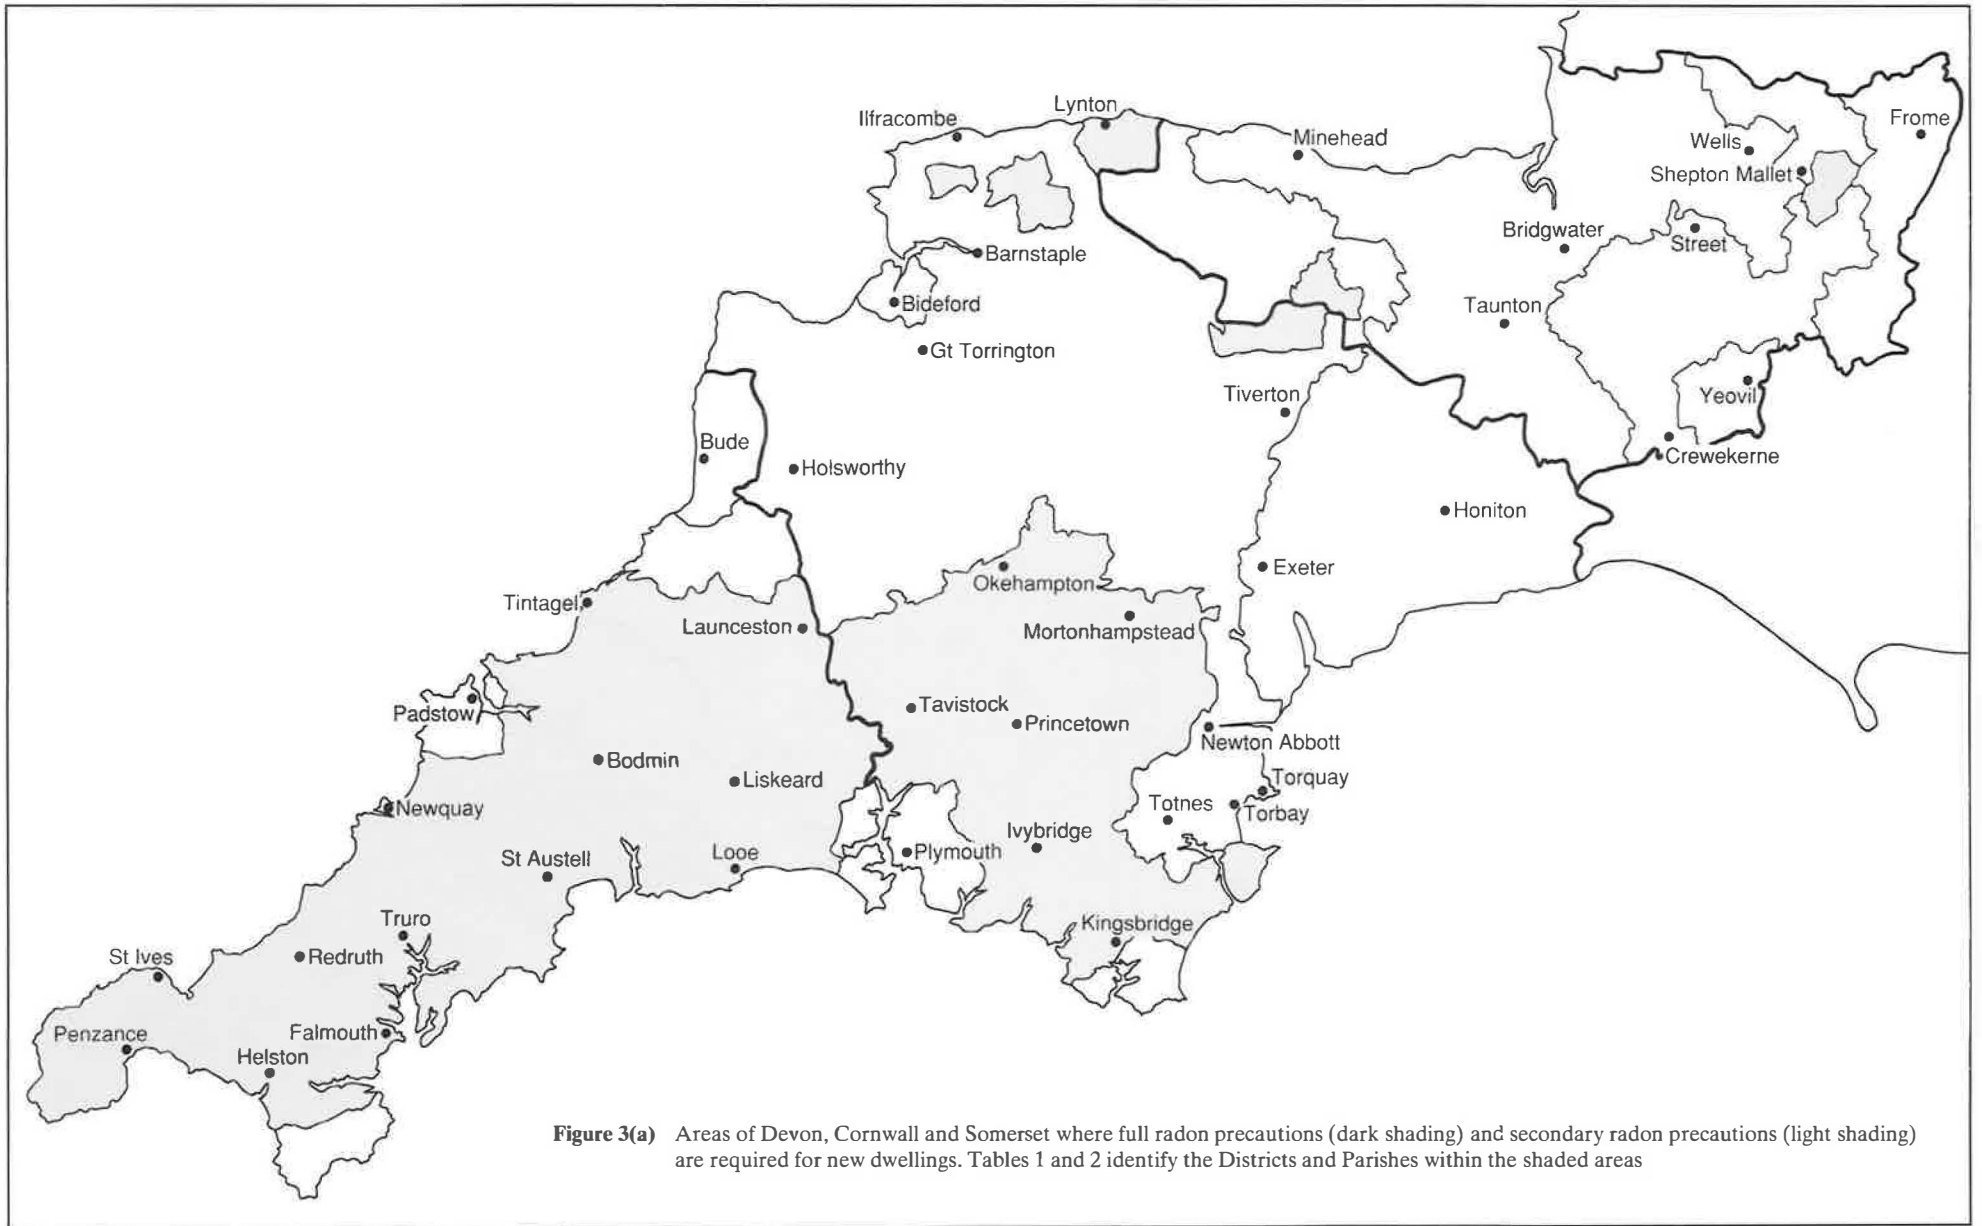 Lynton
Ilfracombe
Minehead
Frome
Wells
Shepton Mallet
Bridgwater
Street
Barnstaple
Bideford
Taunton
Gt Torrington
Tiverton
Yeovil
Bude
Holsworthy
Crewekerne
Honiton
Exeter
Okehampton
Tintagel
Launceston
Mortonhampstead
Padstow
Tavistock
Princetown
Newton Abbott
Bodmin
Liskeard
Torquay
Newquay
Totnes
Torbay
Ivybridge
St Austell
Looe
Plymouth
Truro
Kingsbridge
St Ives
Redruth
Penzance
Falmouth
Helston
Figure 3(a) Areas of Devon, Cornwall and Somerset where full radon precautions (dark shading) and secondary radon precautions (light shading)
are required for new dwellings. Tables 1 and 2 identify the Districts and Parishes within the shaded areas